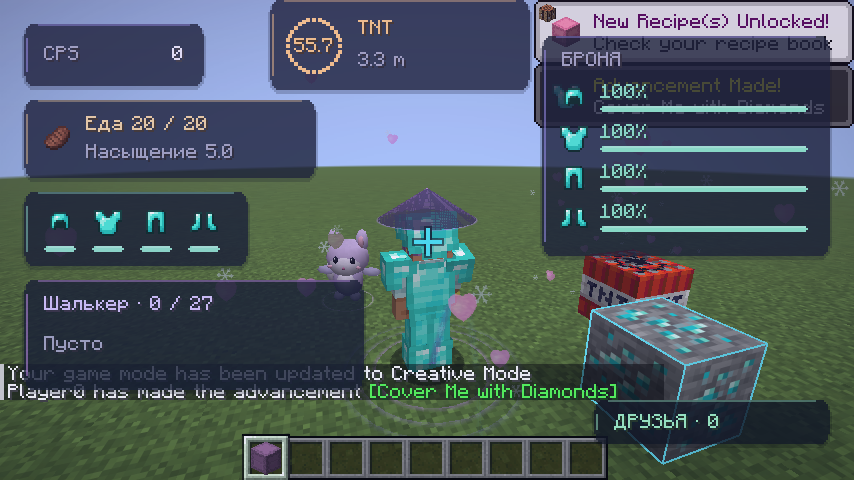 CPS 0
55.7
TNT
3.3 m
New Recipe(s) Unlocked!
Check your recipe book
БРОНЯ
Advancement Made!
Cover Me with Diamonds
100%
100%
100%
100%
Еда 20 / 20
Насыщение 5.0
Шалькер · 0 / 27
Пусто
TNT
Your game mode has been updated to Creative Mode
Player0 has made the advancement [Cover Me with Diamonds]
ДРУЗЬЯ · 0